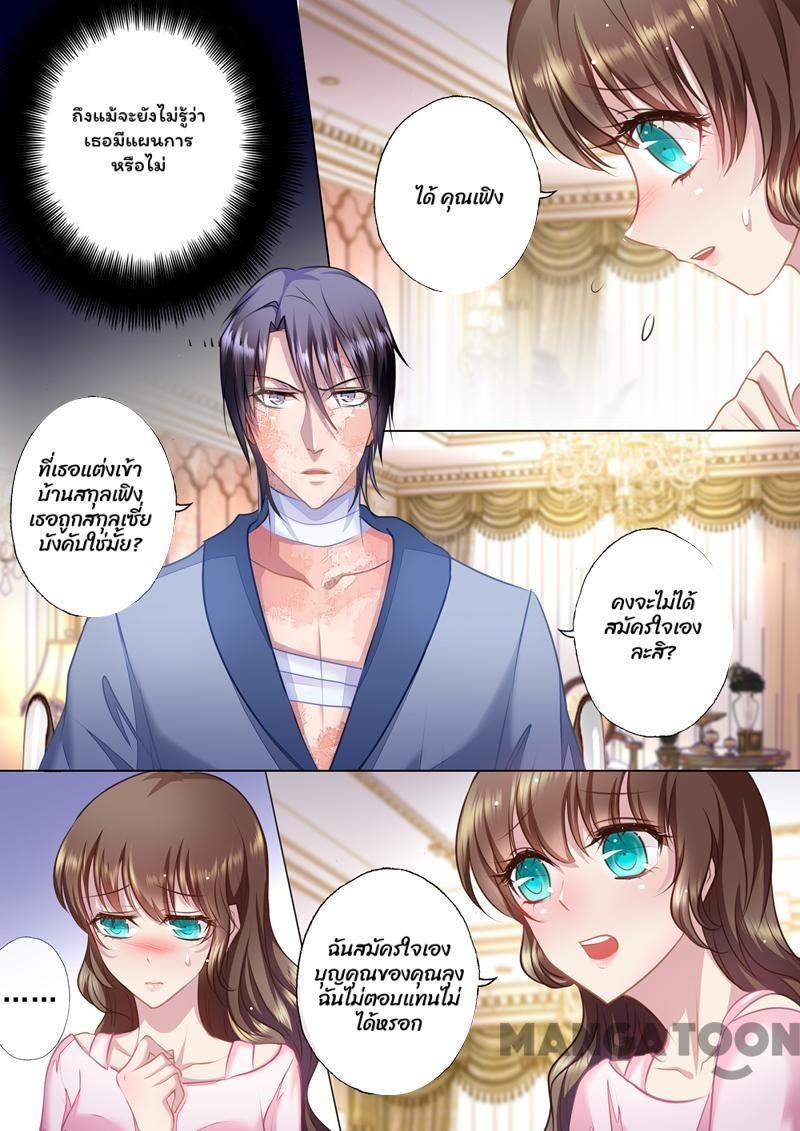 ถึงแม้จะยังไม่รู้ว่า
เธอมีแผนการ
หรือไม่
ได้ คุณเฟิง
ที่เธอแต่งเข้า
บ้านสกุลเฟิง
เธอถูกสกุลเซี่ย
บังคับใช่มั้ย?
คงจะไม่ได้
สมัครใจเอง
ละสิ?
......
ฉันสมัครใจเอง
บุญคุณของคุณลุง
ฉันไม่ตอบแทนไม่
ได้หรอก
MANGATOON